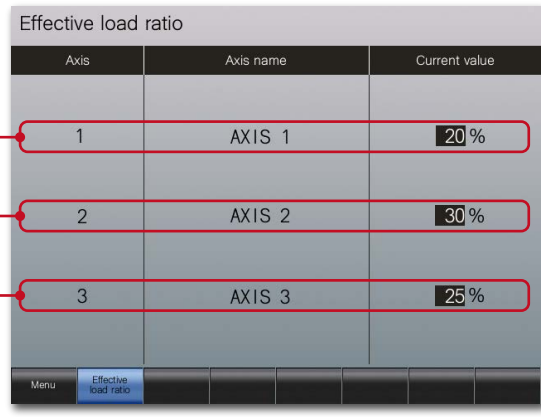 Effective load ratio
Axis Axis name Current value
1 AXIS 1 20 %
2 AXIS 2 30 %
3 AXIS 3 25 %
Menu Effective
load ratio